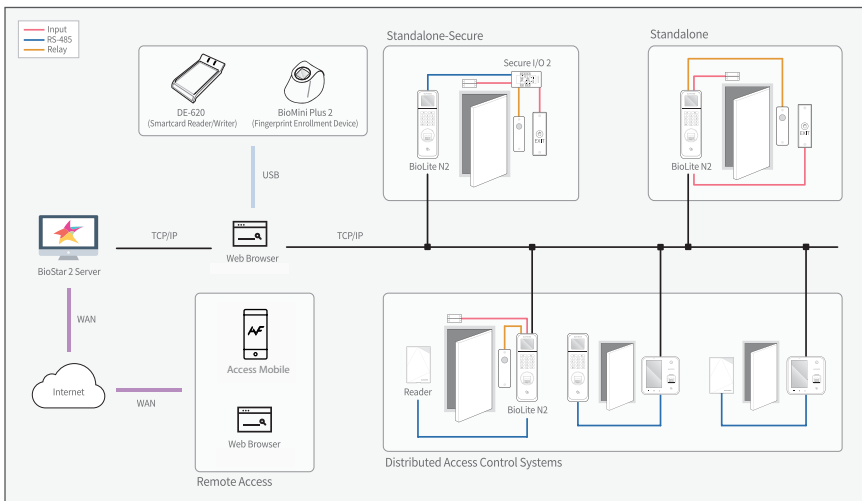 Input
RS-485
Relay
DE-620
(Smartcard Reader/Writer)
BioMini Plus 2
(Fingerprint Enrollment Device)
USB
Standalone-Secure
Secure I/O 2
EXIT
BioLite N2
Standalone
EXIT
BioLite N2
BioStar 2 Server
TCP/IP
Web Browser
TCP/IP
WAN
Internet
WAN
Access Mobile
Web Browser
Remote Access
Reader
BioLite N2
Distributed Access Control Systems